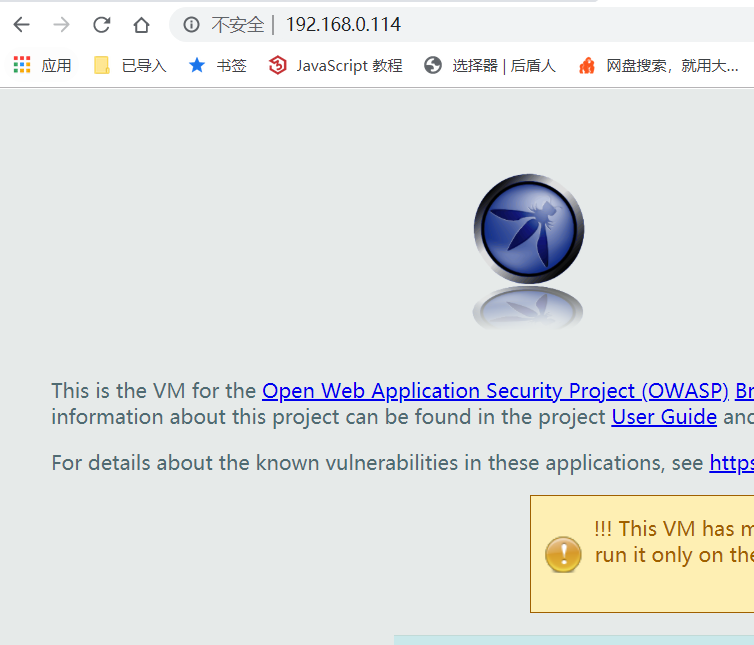 不安全 | 192.168.0.114
应用 已导入 书签 JavaScript 教程 选择器 | 后盾人 网盘搜索，就用大...
This is the VM for the Open Web Application Security Project (OWASP) Br
information about this project can be found in the project User Guide and
For details about the known vulnerabilities in these applications, see https
!!! This VM has m
run it only on the